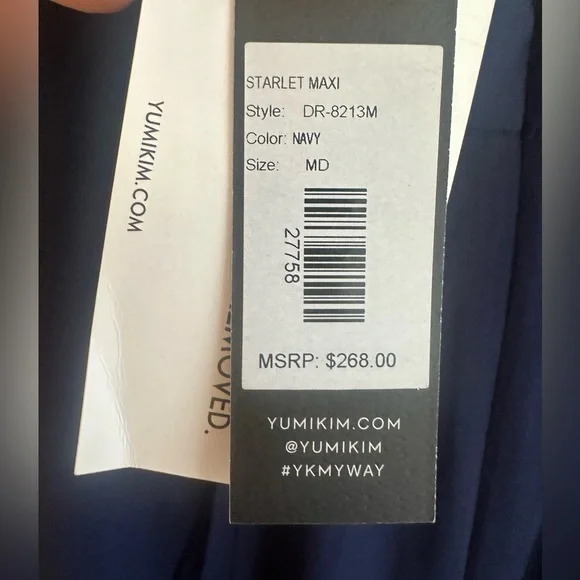 STARLET MAXI
Style: DR-8213M
Color: NAVY
Size: MD
27758
MSRP: $268.00
YUMIKIM.COM
@YUMIKIM
#YKMYWAY
YUMIKIM.COM